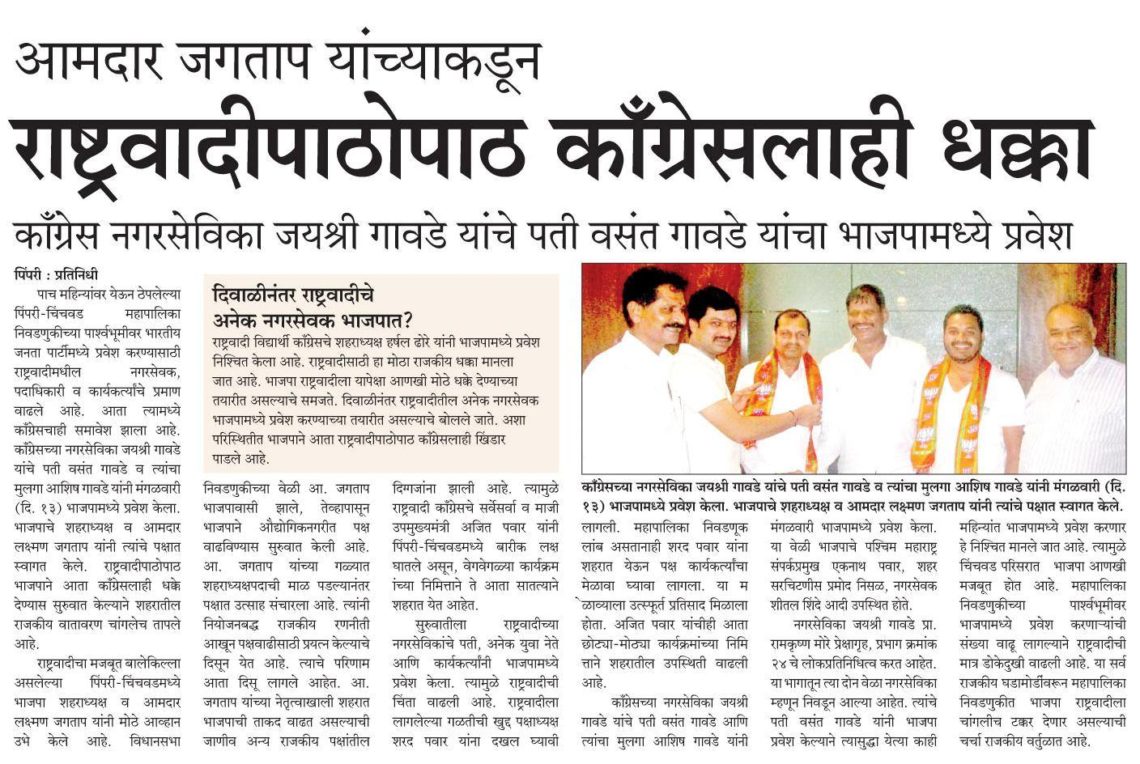 आमदार जगताप यांच्याकडून
राष्ट्रवादीपाठोपाठ काँग्रेसलाही धक्का
काँग्रेस नगरसेविका जयश्री गावडे यांचे पती वसंत गावडे यांचा भाजपामध्ये प्रवेश
पिंपरी : प्रतिनिधी
पाच महिन्यांवर येऊन ठेपलेल्या
पिंपरी-चिंचवड महापालिका
निवडणुकीच्या पार्श्वभूमीवर भारतीय
जनता पार्टीमध्ये प्रवेश करण्यासाठी
राष्ट्रवादीमधील नगरसेवक,
पदाधिकारी व कार्यकर्त्यांचे प्रमाण
वाढले आहे. आता त्यामध्ये
काँग्रेसचाही समावेश झाला आहे.
काँग्रेसच्या नगरसेविका जयश्री गावडे
यांचे पती वसंत गावडे व त्यांचा
मुलगा आशिष गावडे यांनी मंगळवारी
(दि. १३) भाजपामध्ये प्रवेश केला.
भाजपाचे शहराध्यक्ष व आमदार
लक्ष्मण जगताप यांनी त्यांचे पक्षात
स्वागत केले. राष्ट्रवादीपाठोपाठ
भाजपाने आता काँग्रेसलाही धक्के
देण्यास सुरुवात केल्याने शहरातील
राजकीय वातावरण चांगलेच तापले
आहे.
राष्ट्रवादीचा मजबूत बालेकिल्ला
असलेल्या पिंपरी-चिंचवडमध्ये
भाजपा शहराध्यक्ष व आमदार
लक्ष्मण जगताप यांनी मोठे आव्हान
उभे केले आहे. विधानसभा
दिवाळीनंतर राष्ट्रवादीचे
अनेक नगरसेवक भाजपात?
राष्ट्रवादी विद्यार्थी काँग्रेसचे शहराध्यक्ष हर्षल ढोरे यांनी भाजपामध्ये प्रवेश
निश्चित केला आहे. राष्ट्रवादीसाठी हा मोठा राजकीय धक्का मानला
जात आहे. भाजपा राष्ट्रवादीला यापेक्षा आणखी मोठे धक्के देण्याच्या
तयारीत असल्याचे समजते. दिवाळीनंतर राष्ट्रवादीतील अनेक नगरसेवक
भाजपामध्ये प्रवेश करण्याच्या तयारीत असल्याचे बोलले जाते. अशा
परिस्थितीत भाजपाने आता राष्ट्रवादीपाठोपाठ काँग्रेसलाही खिंडार
पाडले आहे.
निवडणुकीच्या वेळी आ. जगताप
भाजपावासी झाले, तेव्हापासून
भाजपाने औद्योगिकनगरीत पक्ष
वाढविण्यास सुरुवात केली आहे.
आ. जगताप यांच्या गळ्यात
शहराध्यक्षपदाची माळ पडल्यानंतर
पक्षात उत्साह संचारला आहे. त्यांनी
नियोजनबद्ध राजकीय रणनीती
आखून पक्षवाढीसाठी प्रयत्न केल्याचे
दिसून येत आहे. त्याचे परिणाम
आता दिसू लागले आहेत. आ.
जगताप यांच्या नेतृत्वाखाली शहरात
भाजपाची ताकद वाढत असल्याची
जाणीव अन्य राजकीय पक्षांतील
दिग्गजांना झाली आहे. त्यामुळे
राष्ट्रवादी काँग्रेसचे सर्वेसर्वा व माजी
उपमुख्यमंत्री अजित पवार यांनी
पिंपरी-चिंचवडमध्ये बारीक लक्ष
घातले असून, वेगवेगळ्या कार्यक्रम
ांच्या निमित्ताने ते आता सातत्याने
शहरात येत आहेत.
सुरुवातीला राष्ट्रवादीच्या
नगरसेविकांचे पती, अनेक युवा नेते
आणि कार्यकर्त्यांनी भाजपामध्ये
प्रवेश केला. त्यामुळे राष्ट्रवादीची
चिंता वाढली आहे. राष्ट्रवादीला
लागलेल्या गळतीची खुद्द पक्षाध्यक्ष
शरद पवार यांना दखल घ्यावी
काँग्रेसच्या नगरसेविका जयश्री गावडे यांचे पती वसंत गावडे व त्यांचा मुलगा आशिष गावडे यांनी मंगळवारी (दि.
१३) भाजपामध्ये प्रवेश केला. भाजपाचे शहराध्यक्ष व आमदार लक्ष्मण जगताप यांनी त्यांचे पक्षात स्वागत केले.
लागली. महापालिका निवडणूक
लांब असतानाही शरद पवार यांना
शहरात येऊन पक्ष कार्यकर्त्यांचा
मेळावा घ्यावा लागला. या म
ेळाव्याला उत्स्फूर्त प्रतिसाद मिळाला
होता. अजित पवार यांचीही आता
छोट्या-मोठ्या कार्यक्रमांच्या निमि
त्ताने शहरातील उपस्थिती वाढली
आहे.
काँग्रेसच्या नगरसेविका जयश्री
गावडे यांचे पती वसंत गावडे आणि
त्यांचा मुलगा आशिष गावडे यांनी
मंगळवारी भाजपामध्ये प्रवेश केला.
या वेळी भाजपाचे पश्चिम महाराष्ट्र
संपर्कप्रमुख एकनाथ पवार, शहर
सरचिटणीस प्रमोद निसळ, नगरसेवक
शीतल शिंदे आदी उपस्थित होते.
नगरसेविका जयश्री गावडे प्रा.
रामकृष्ण मोरे प्रेक्षागृह, प्रभाग क्रमांक
२४ चे लोकप्रतिनिधित्व करत आहेत.
या भागातून त्या दोन वेळा नगरसेविका
म्हणून निवडून आल्या आहेत. त्यांचे
पती वसंत गावडे यांनी भाजपा
प्रवेश केल्याने त्यासुद्धा येत्या काही
महिन्यांत भाजपामध्ये प्रवेश करणार
हे निश्चित मानले जात आहे. त्यामुळे
चिंचवड परिसरात भाजपा आणखी
मजबूत होत आहे. महापालिका
निवडणुकीच्या पार्श्वभूमीवर
भाजपामध्ये प्रवेश करणाऱ्यांची
संख्या वाढू लागल्याने राष्ट्रवादीची
मात्र डोकेदुखी वाढली आहे. या सर्व
राजकीय घडामोडींवरून महापालिका
निवडणुकीत भाजपा राष्ट्रवादीला
चांगलीच टक्कर देणार असल्याची
चर्चा राजकीय वर्तुळात आहे.